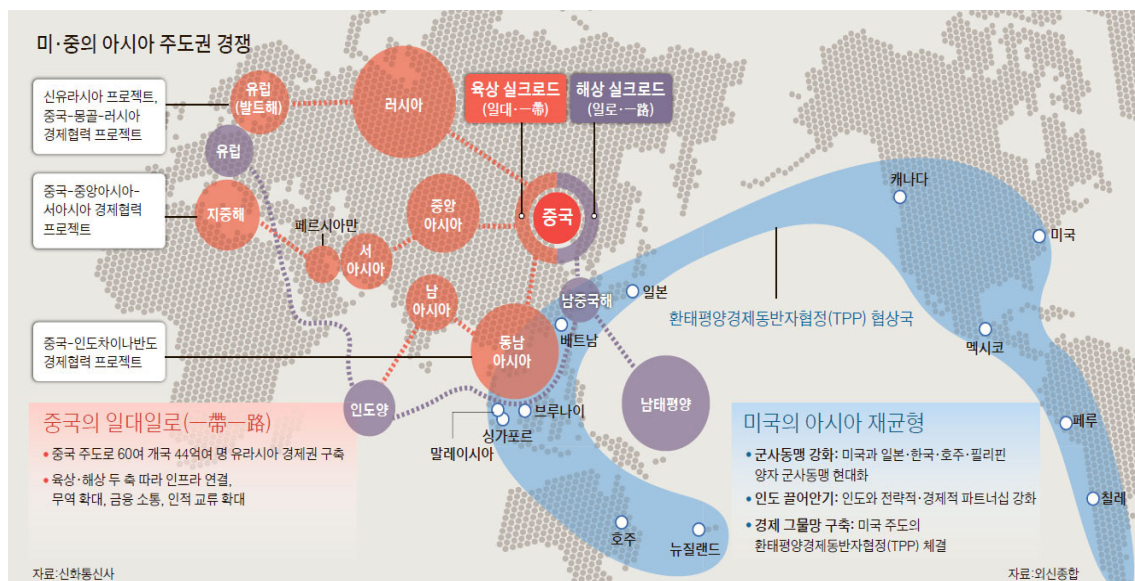 미·중의 아시아 주도권 경쟁
신유라시아 프로젝트,
중국-몽골-러시아
경제협력 프로젝트
중국-중앙아시아-
서아시아 경제협력
프로젝트
중국-인도차이나반도
경제협력 프로젝트
유럽
(발트해)
러시아
육상 실크로드
(일대·一帶)
해상 실크로드
(일로·一路)
유럽
지중해
페르시아만
서
아시아
중앙
아시아
중국
남
아시아
동남
아시아
남중국해
인도양
남태평양
캐나다
미국
일본
베트남
환태평양경제동반자협정(TPP) 협상국
멕시코
브루나이
싱가포르
말레이시아
페루
칠레
호주
뉴질랜드
중국의 일대일로(一帶一路)
• 중국 주도로 60여 개국 44억여 명 유라시아 경제권 구축
• 육상·해상 두 축 따라 인프라 연결,
무역 확대, 금융 소통, 인적 교류 확대
자료:신화통신사
미국의 아시아 재균형
• 군사동맹 강화: 미국과 일본·한국·호주·필리핀
양자 군사동맹 현대화
• 인도 끌어안기: 인도와 전략적·경제적 파트너십 강화
• 경제 그물망 구축: 미국 주도의
환태평양경제동반자협정(TPP) 체결
자료:외신종합